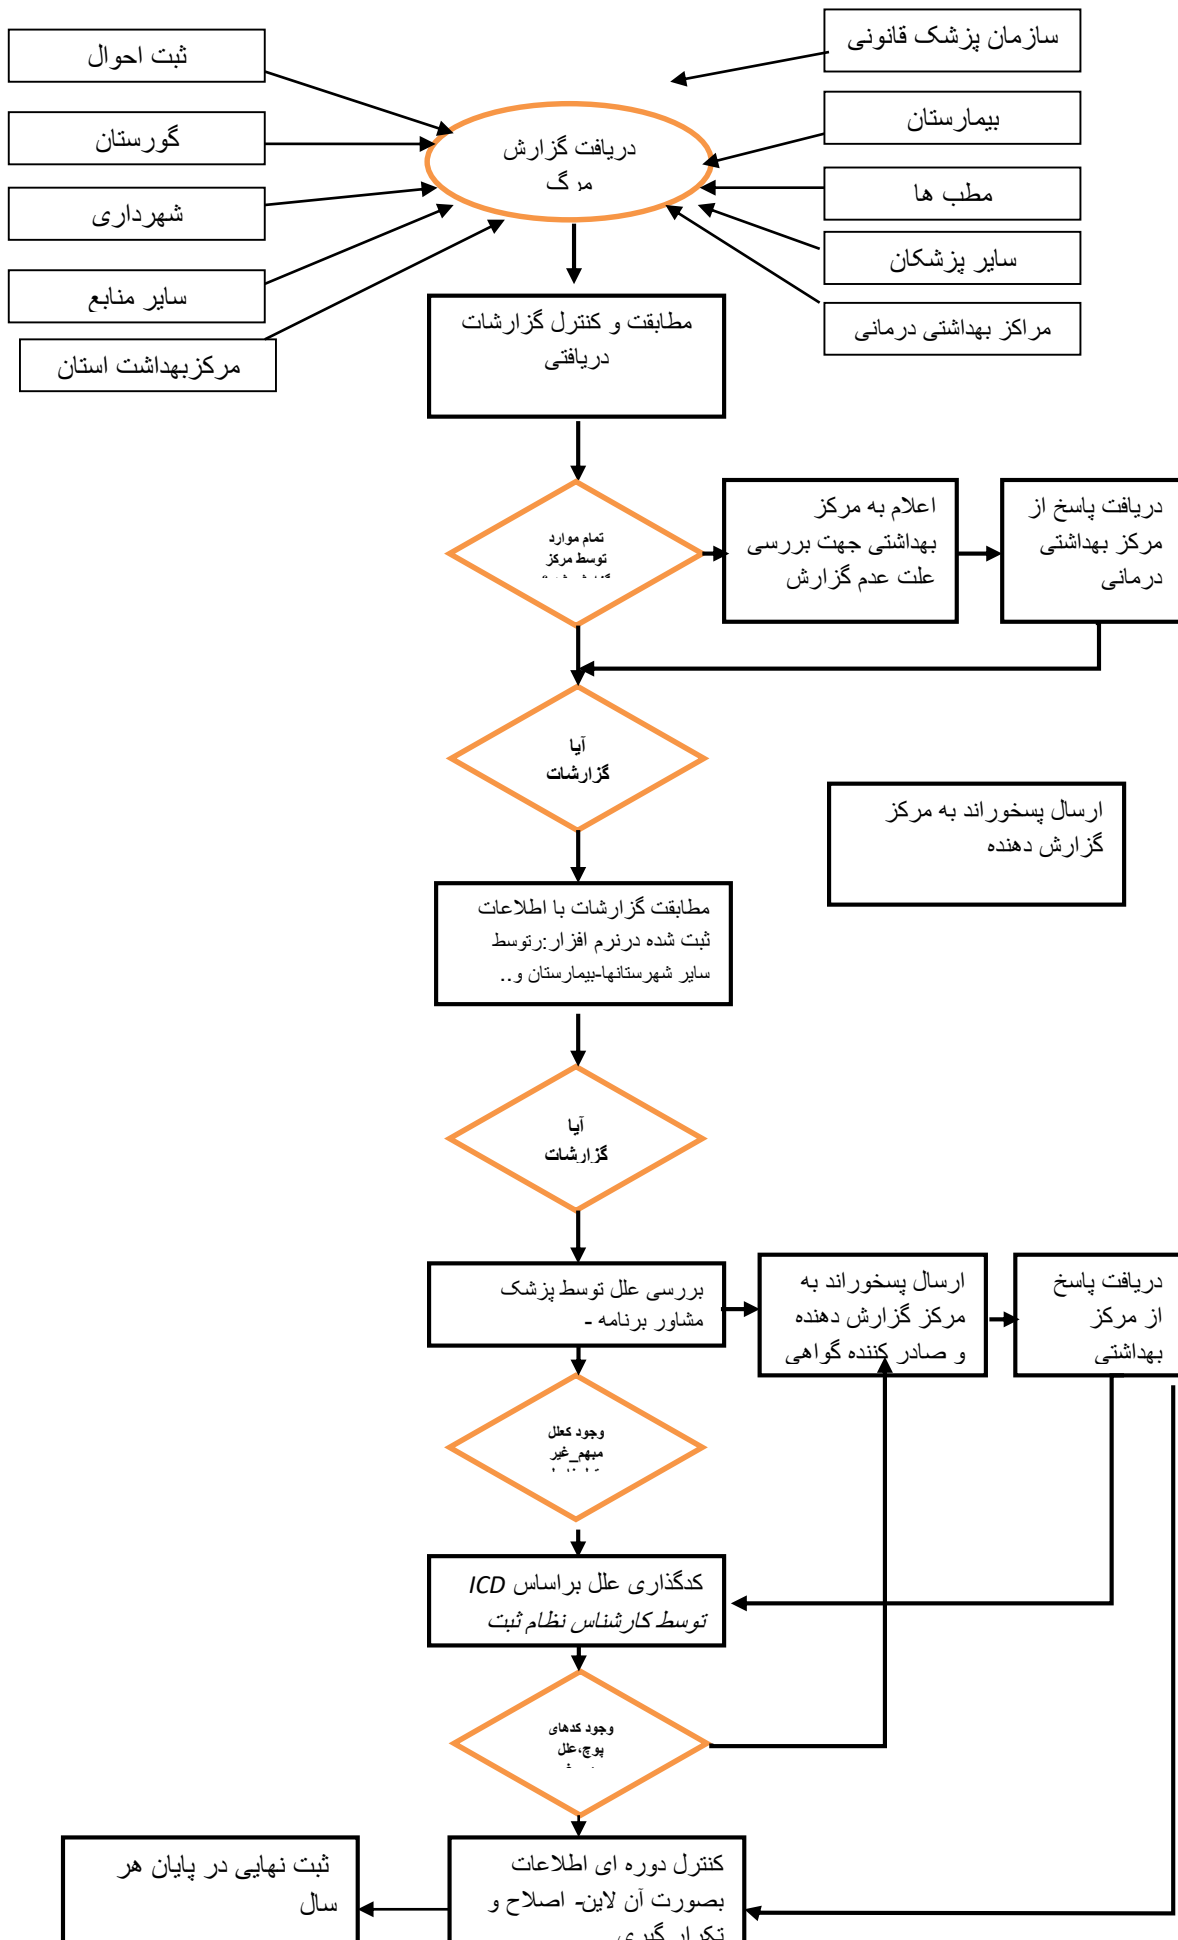 سازمان پزشک قانونی
ثبت احوال
بیمارستان
گورستان
دریافت گزارش
مرگ
مطب ها
شهرداری
سایر پزشکان
سایر منابع
مراکز بهداشتی درمانی
مرکزبهداشت استان
مطابقت و کنترل گزارشات
دریافتی
تمام موارد
توسط مرکز
اعلام به مرکز
بهداشتی جهت بررسی
علت عدم گزارش
دریافت پاسخ از
مرکز بهداشتی
درمانی
آیا
گزارشات
ارسال پسخوراند به مرکز
گزارش دهنده
مطابقت گزارشات با اطلاعات
ثبت شده درنرم افزار:رتوسط
سایر شهرستانها-بیمارستان و..
آیا
گزارشات
بررسی علل توسط پزشک
مشاور برنامه -
ارسال پسخوراند به
مرکز گزارش دهنده
و صادر کننده گواهی
دریافت پاسخ
از مرکز
بهداشتی
وجود کعلل
مبهم_غیر
کدگذاری علل براساس ICD
توسط کارشناس نظام ثبت
وجود کدهای
پوچ،علل
کنترل دوره ای اطلاعات
بصورت آن لاین- اصلاح و
تکرار گیری
ثبت نهایی در پایان هر
سال